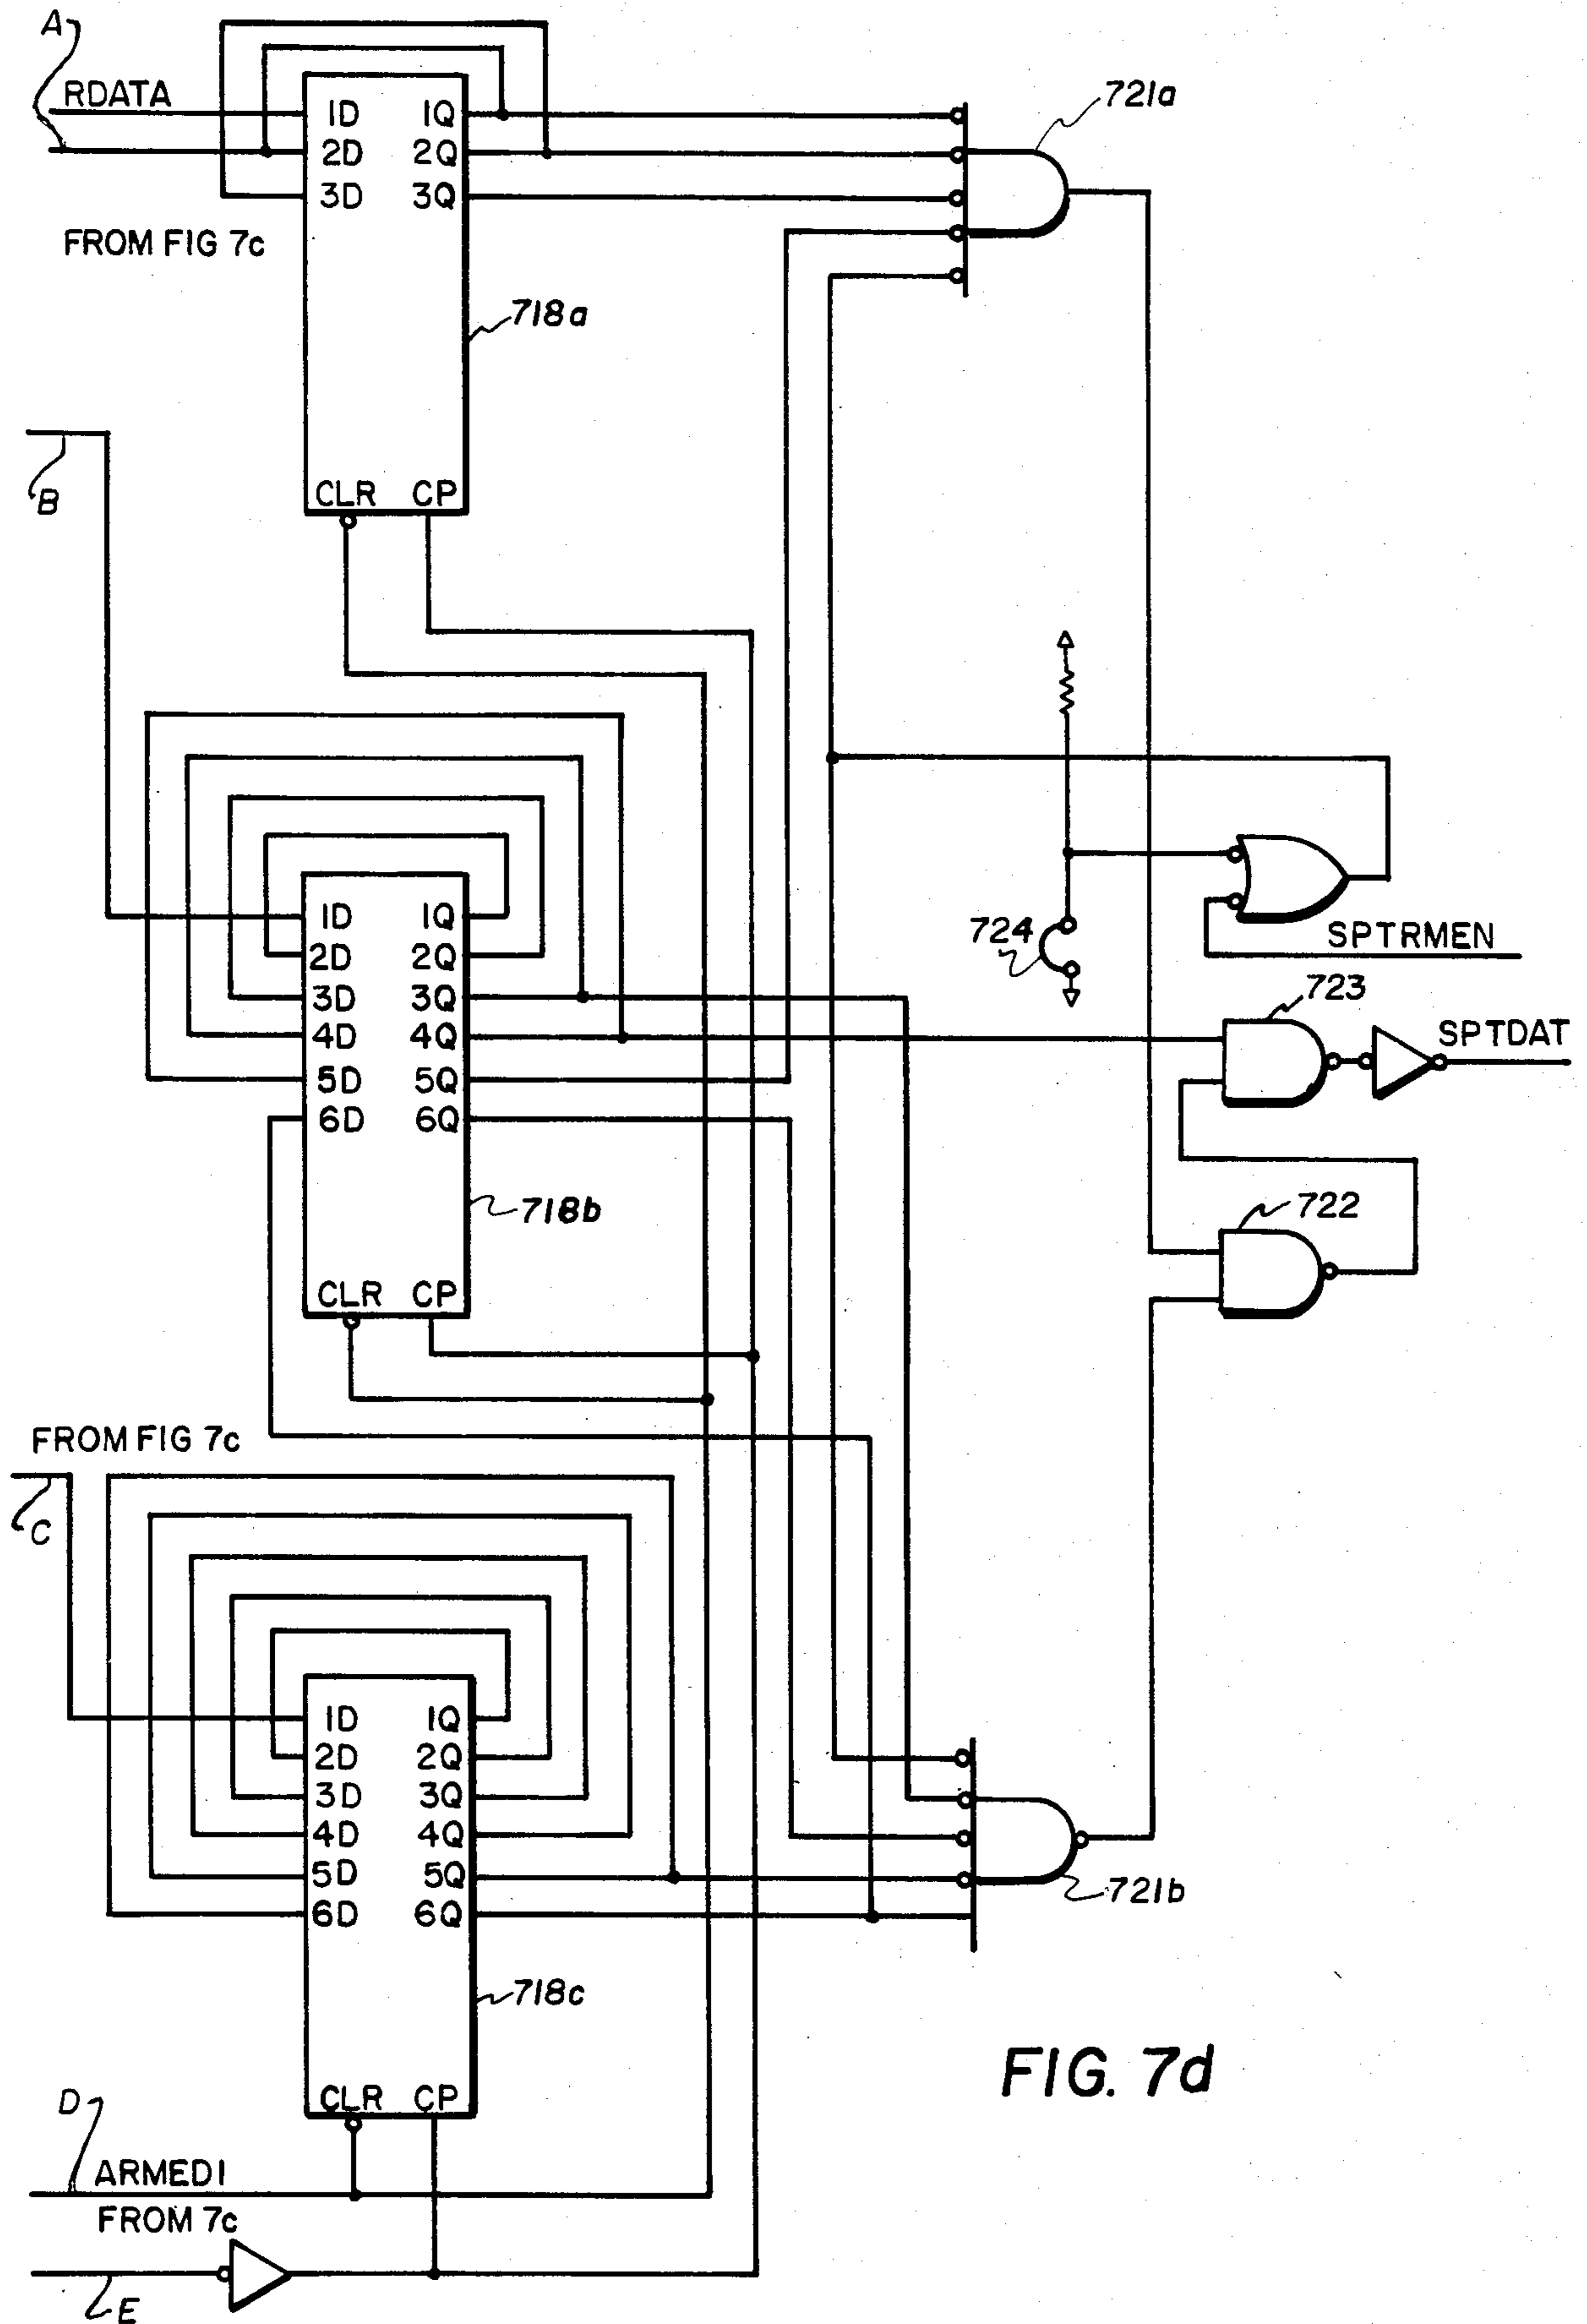 A
RDATA
1D 1Q
2D 2Q
3D 3Q
721a
FROM FIG 7c
718a
B
CLR CP
724
SPTRMEN
1D 1Q
2D 2Q
3D 3Q
4D 4Q
5D 5Q
6D 6Q
723
SPTDAT
718b
722
CLR CP
FROM FIG 7c
C
1D 1Q
2D 2Q
3D 3Q
4D 4Q
5D 5Q
6D 6Q
721b
718c
FIG. 7d
CLR CP
D
ARMED1
FROM 7c
E